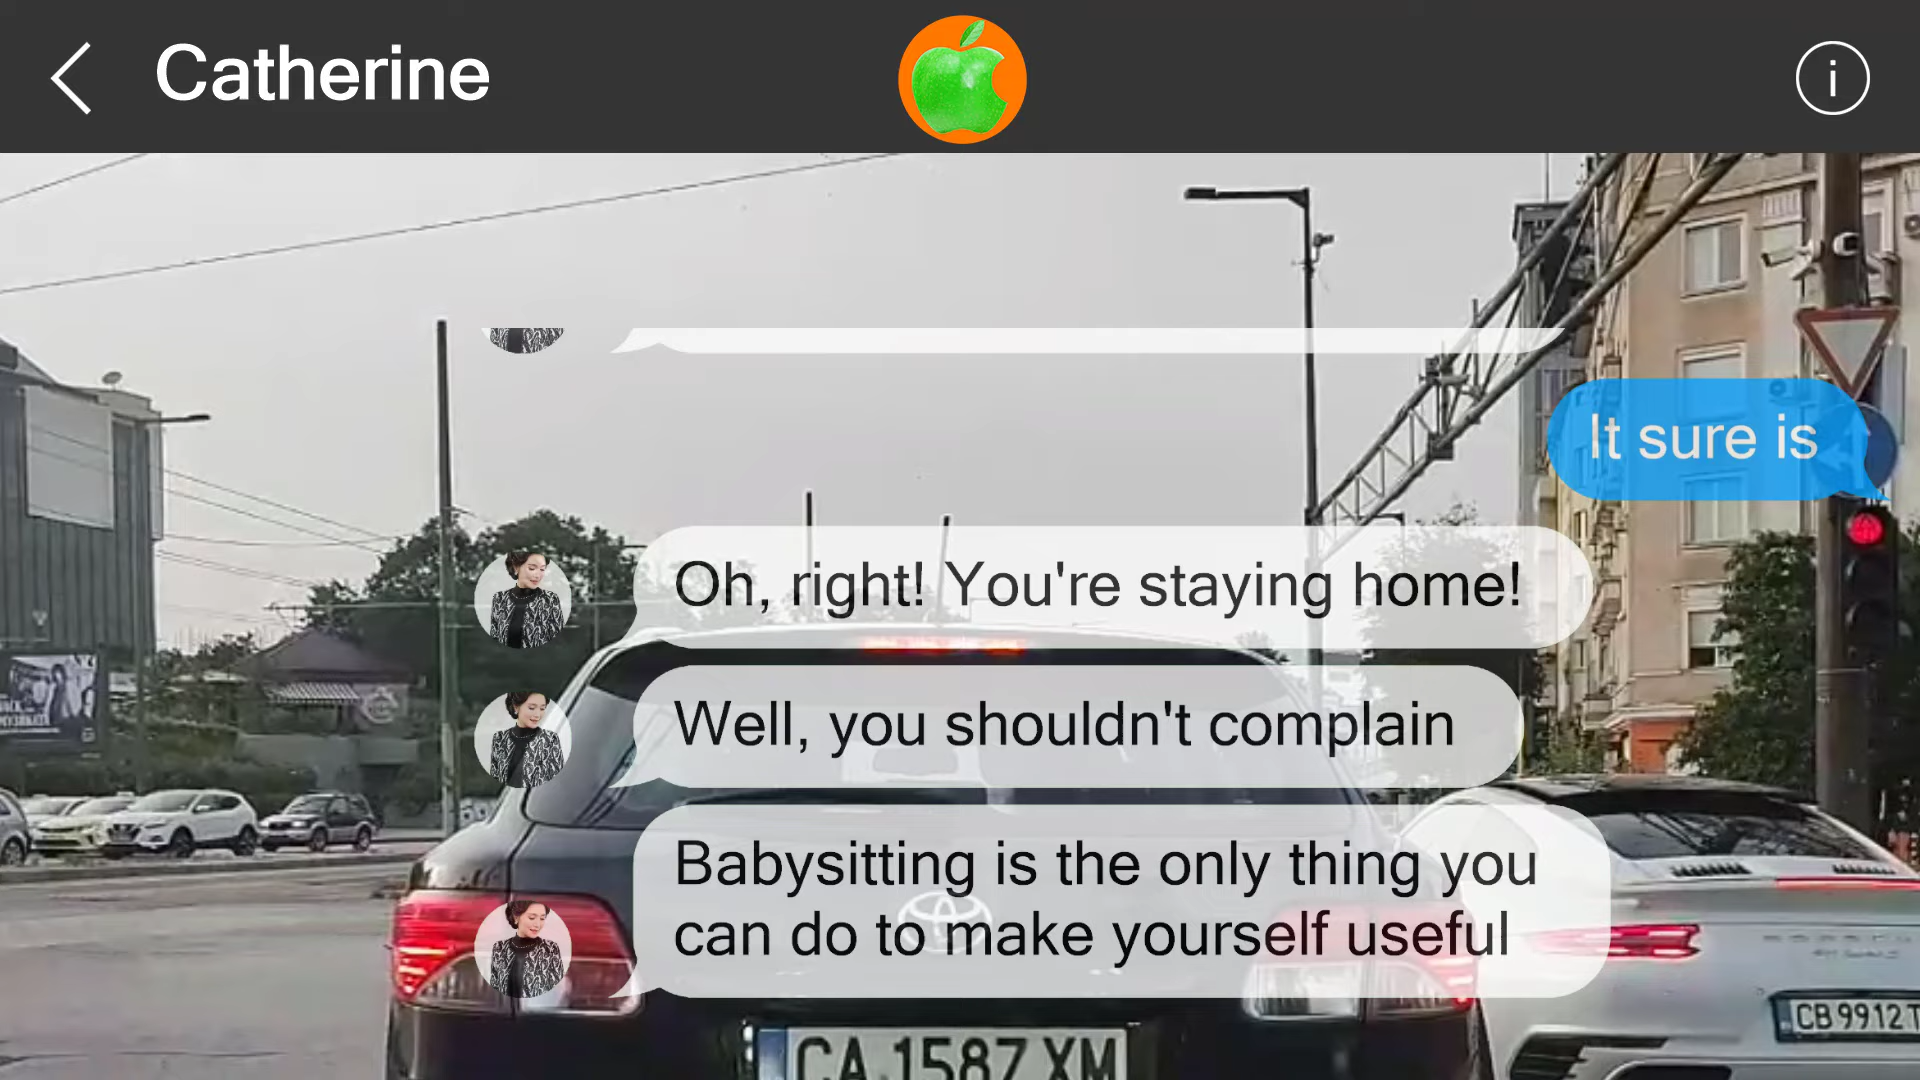 Catherine
It sure is
Oh, right! You're staying home!
Well, you shouldn't complain
Babysitting is the only thing you
can do to make yourself useful
CA 1587 XM
CB 9912 T